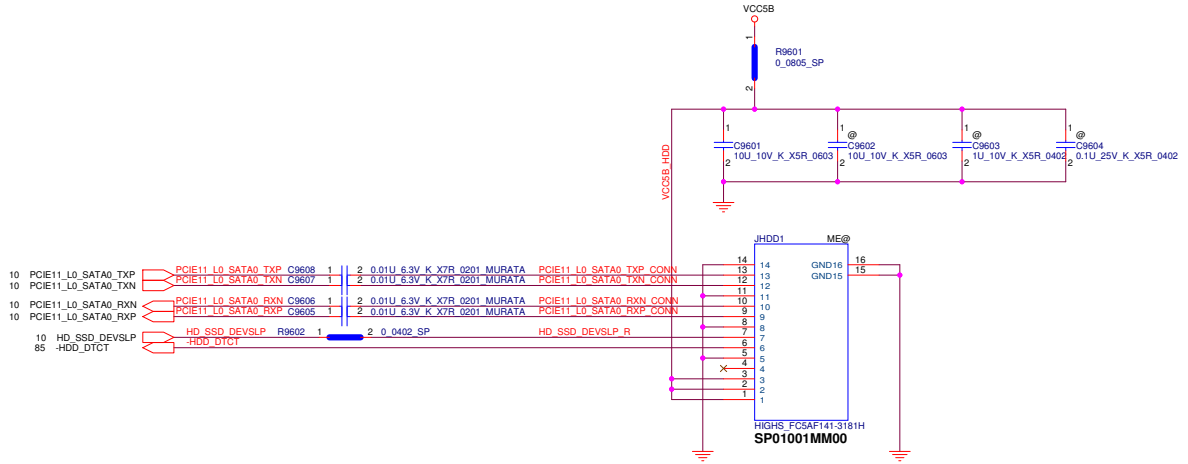 VCC5B
1
R9601
0_0805_SP
2
VCC5B_HDD
1
C9601
10U_10V_K_X5R_0603
2
1
@
C9602
10U_10V_K_X5R_0603
2
1
@
C9603
1U_10V_K_X5R_0402
2
1
@
C9604
0.1U_25V_K_X5R_0402
2
JHDD1 ME@
10 PCIE11_L0_SATA0_TXP PCIE11_L0_SATA0_TXP C9608 1 2 0.01U_6.3V_K_X7R_0201_MURATA PCIE11_L0_SATA0_TXP_CONN
10 PCIE11_L0_SATA0_TXN PCIE11_L0_SATA0_TXN C9607 1 2 0.01U_6.3V_K_X7R_0201_MURATA PCIE11_L0_SATA0_TXN_CONN
10 PCIE11_L0_SATA0_RXN PCIE11_L0_SATA0_RXN C9606 1 2 0.01U_6.3V_K_X7R_0201_MURATA PCIE11_L0_SATA0_RXN_CONN
10 PCIE11_L0_SATA0_RXP PCIE11_L0_SATA0_RXP C9605 1 2 0.01U_6.3V_K_X7R_0201_MURATA PCIE11_L0_SATA0_RXP_CONN
10 HD_SSD_DEVSLP HD_SSD_DEVSLP R9602 1 2 0_0402_SP HD_SSD_DEVSLP_R
85 -HDD_DTCT -HDD_DTCT
14 14 GND16 16
13 13 GND15 15
12 12
11 11
10 10
9 9
8 8
7 7
6 6
5 5
4 4
3 3
2 2
1 1
HIGHS_FC5AF141-3181H
SP01001MM00